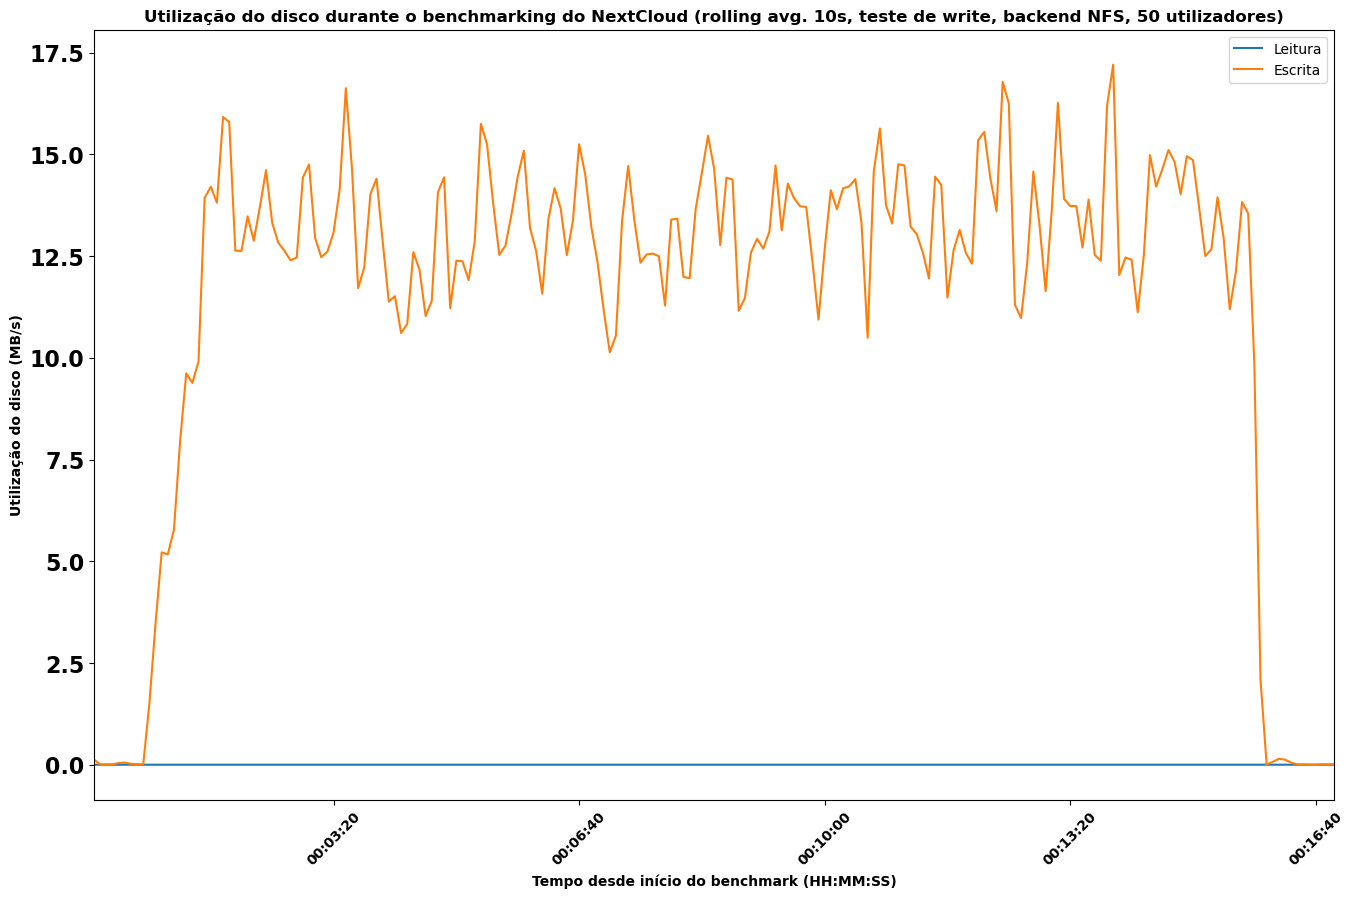 Utilização do disco durante o benchmarking do NextCloud (rolling avg. 10s, teste de write, backend NFS, 50 utilizadores)
Leitura
Escrita
Utilização do disco (MB/s)
17.5
15.0
12.5
10.0
7.5
5.0
2.5
0.0
00:03:20
00:06:40
00:10:00
00:13:20
00:16:40
Tempo desde início do benchmark (HH:MM:SS)